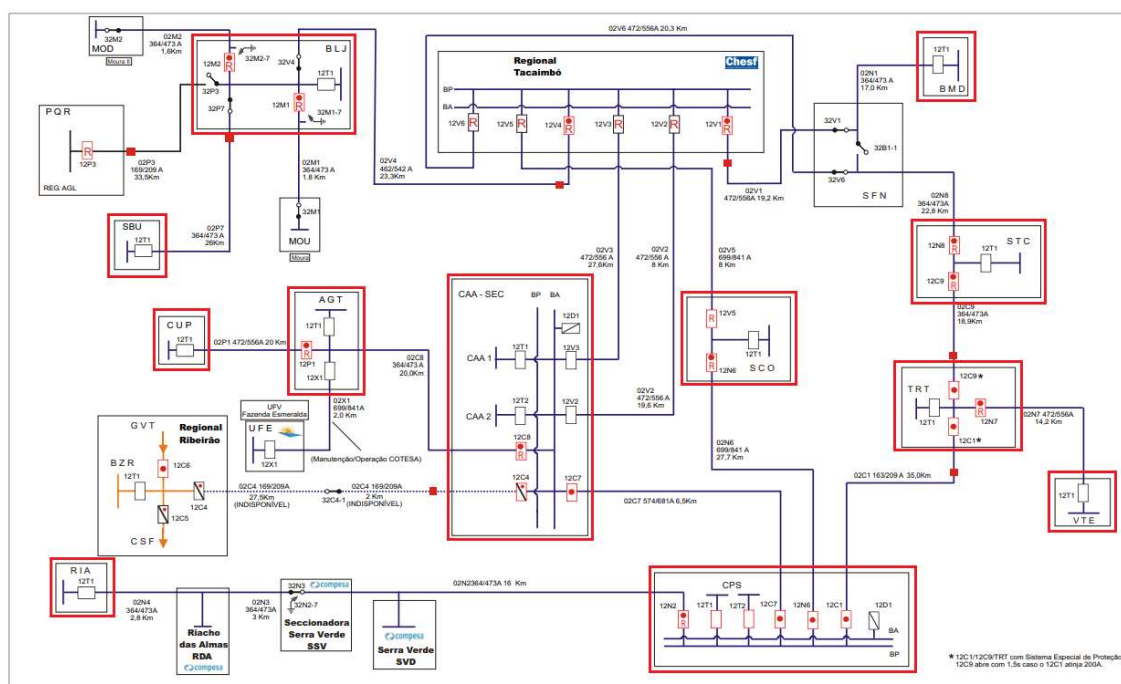 02V6 472/556A 20,3 Km
02M2
364/473 A
1,6Km
32M2
MOD
Moura 8
BLJ
12M2
R
32M2-7
32V4
12T1
32P3
32P7
12M1
R
32M1-7
PQR
R
12P3
REG AGL
02P3
169/209 A
33,5Km
02M1
364/473 A
1,8 Km
02V4
462/542 A
23,3Km
32M1
MOU
Moura
SBU
12T1
02P7
364/473 A
26Km
Regional
Tacaimbó
Chesf
BP
BA
12V6
R
12V5
R
12V4
R
12V3
R
12V2
R
12V1
R
02N1
364/473 A
17,0 Km
12T1
BMD
32V1
32B1-1
32V6
SFN
02V1
472/556A 19,2 Km
02N8
364/473A
22,8 Km
12N8
R
12T1
STC
12C9
R
02C9
364/473A
18,9Km
02V3
472/556 A
27,6Km
02V2
472/556 A
8 Km
02V5
699/841 A
8 Km
12V5
R
12N6
R
12T1
SCO
12C9*
TRT
12T1
R
12N7
12C1*
02N7 472/556A
14,2 Km
12T1
VTE
02C1 163/209 A 35,0Km
CUP
12T1
02P1 472/556A 20 Km
AGT
12T1
R
12P1
12X1
02C8
364/473 A
20,0Km
02X1
699/841A
2,0 Km
UFV
Fazenda Esmeralda
UFE
12X1
(Manutenção/Operação COTESA)
CAA - SEC
BP
BA
12D1
CAA 1
12T1
12V3
CAA 2
12T2
12V2
12C8
R
12C4
12C7
02V2
472/556 A
19,6 Km
02N6
699/841 A
27,7 Km
02C7 574/681A 6,5Km
GVT
Regional
Ribeirão
BZR
12T1
12C6
12C4
12C5
CSF
02C4 169/209A
27,5Km
(INDISPONÍVEL)
32C4-1
02C4 169/209A
2 Km
(INDISPONÍVEL)
RIA
12T1
02N4
364/473A
2,8 Km
Riacho
das Almas
RDA
compesa
02N3
364/473A
3 Km
32N3
compesa
32N2-7
Seccionadora
Serra Verde
SSV
02N2364/473A 16 Km
compesa
Serra Verde
SVD
CPS
12N2
R
12T1
12T2
12C7
12N6
12C1
12D1
BA
BP
* 12C1/12C9/TRT com Sistema Especial de Proteção
12C9 abre com 1,5s caso o 12C1 atinja 200A.